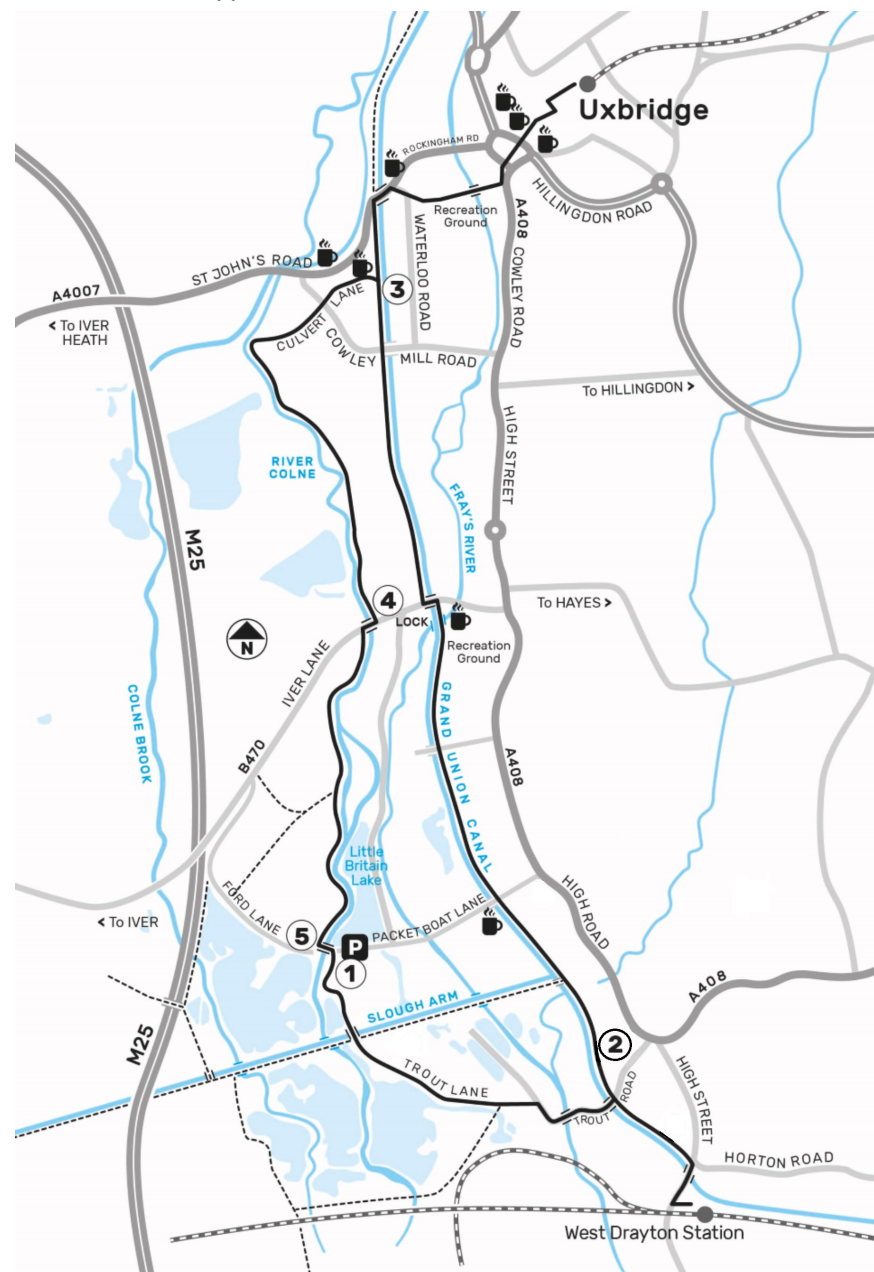 Uxbridge
ROCKINGHAM RD
Recreation
Ground
HILLINGDON ROAD
A408
COWLEY ROAD
WATERLOO ROAD
ST JOHN'S ROAD
A4007
< To IVER
HEATH
3
CULVERT LANE
COWLEY MILL ROAD
To HILLINGDON >
HIGH STREET
RIVER
COLNE
FRAY'S RIVER
M25
4
To HAYES >
LOCK
N
Recreation
Ground
IVER LANE
COLNE BROOK
GRAND UNION CANAL
B470
A408
Little
Britain
Lake
FORD LANE
HIGH ROAD
< To IVER
5
P
PACKET BOAT LANE
1
A408
SLOUGH ARM
M25
2
TROUT LANE
TROUT ROAD
HIGH STREET
HORTON ROAD
West Drayton Station